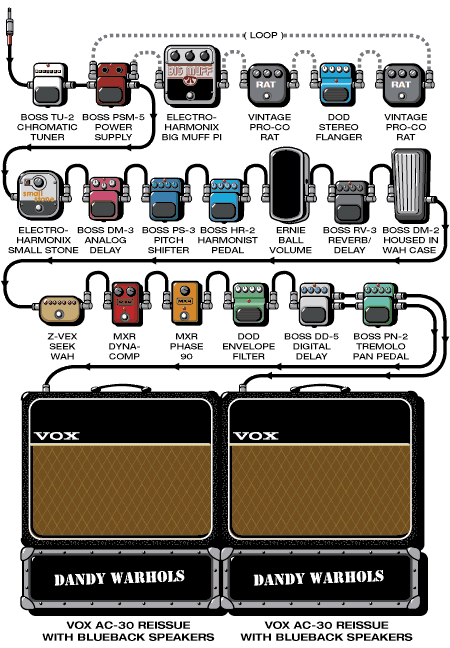 ( LOOP )
BIG MUFF
RAT
RAT
BOSS TU-2
CHROMATIC
TUNER
BOSS PSM-5
POWER
SUPPLY
ELECTRO-
HARMONIX
BIG MUFF PI
VINTAGE
PRO-CO
RAT
DOD
STEREO
FLANGER
VINTAGE
PRO-CO
RAT
small
stone
ELECTRO-
HARMONIX
SMALL STONE
BOSS DM-3
ANALOG
DELAY
BOSS PS-3
PITCH
SHIFTER
BOSS HR-2
HARMONIST
PEDAL
ERNIE
BALL
VOLUME
BOSS RV-3
REVERB/
DELAY
BOSS DM-2
HOUSED IN
WAH CASE
Z-VEX
SEEK
WAH
MXR
DYNA-
COMP
MXR
PHASE
90
DOD
ENVELOPE
FILTER
BOSS DD-5
DIGITAL
DELAY
BOSS PN-2
TREMOLO
PAN PEDAL
VOX
VOX
DANDY WARHOLS
DANDY WARHOLS
VOX AC-30 REISSUE
WITH BLUEBACK SPEAKERS
VOX AC-30 REISSUE
WITH BLUEBACK SPEAKERS